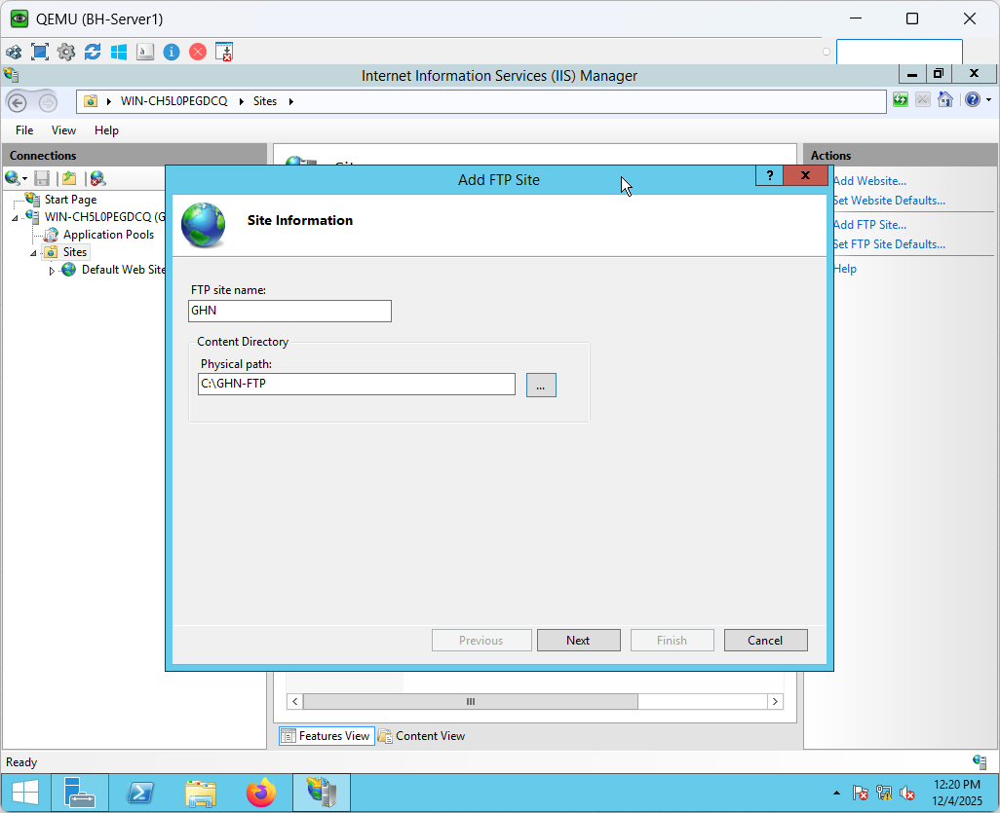 QEMU (BH-Server1)
Internet Information Services (IIS) Manager
WIN-CH5L0PEGDCQ
Sites
File View Help
Connections
Start Page
WIN-CH5L0PEGDCQ (G
Application Pools
Sites
Default Web Site
Add FTP Site
?
Site Information
FTP site name:
GHN
Content Directory
Physical path:
C:\GHN-FTP
...
Previous
Next
Finish
Cancel
Features View
Content View
Actions
Add Website...
Set Website Defaults...
Add FTP Site...
Set FTP Site Defaults...
Help
Ready
12:20 PM
12/4/2025